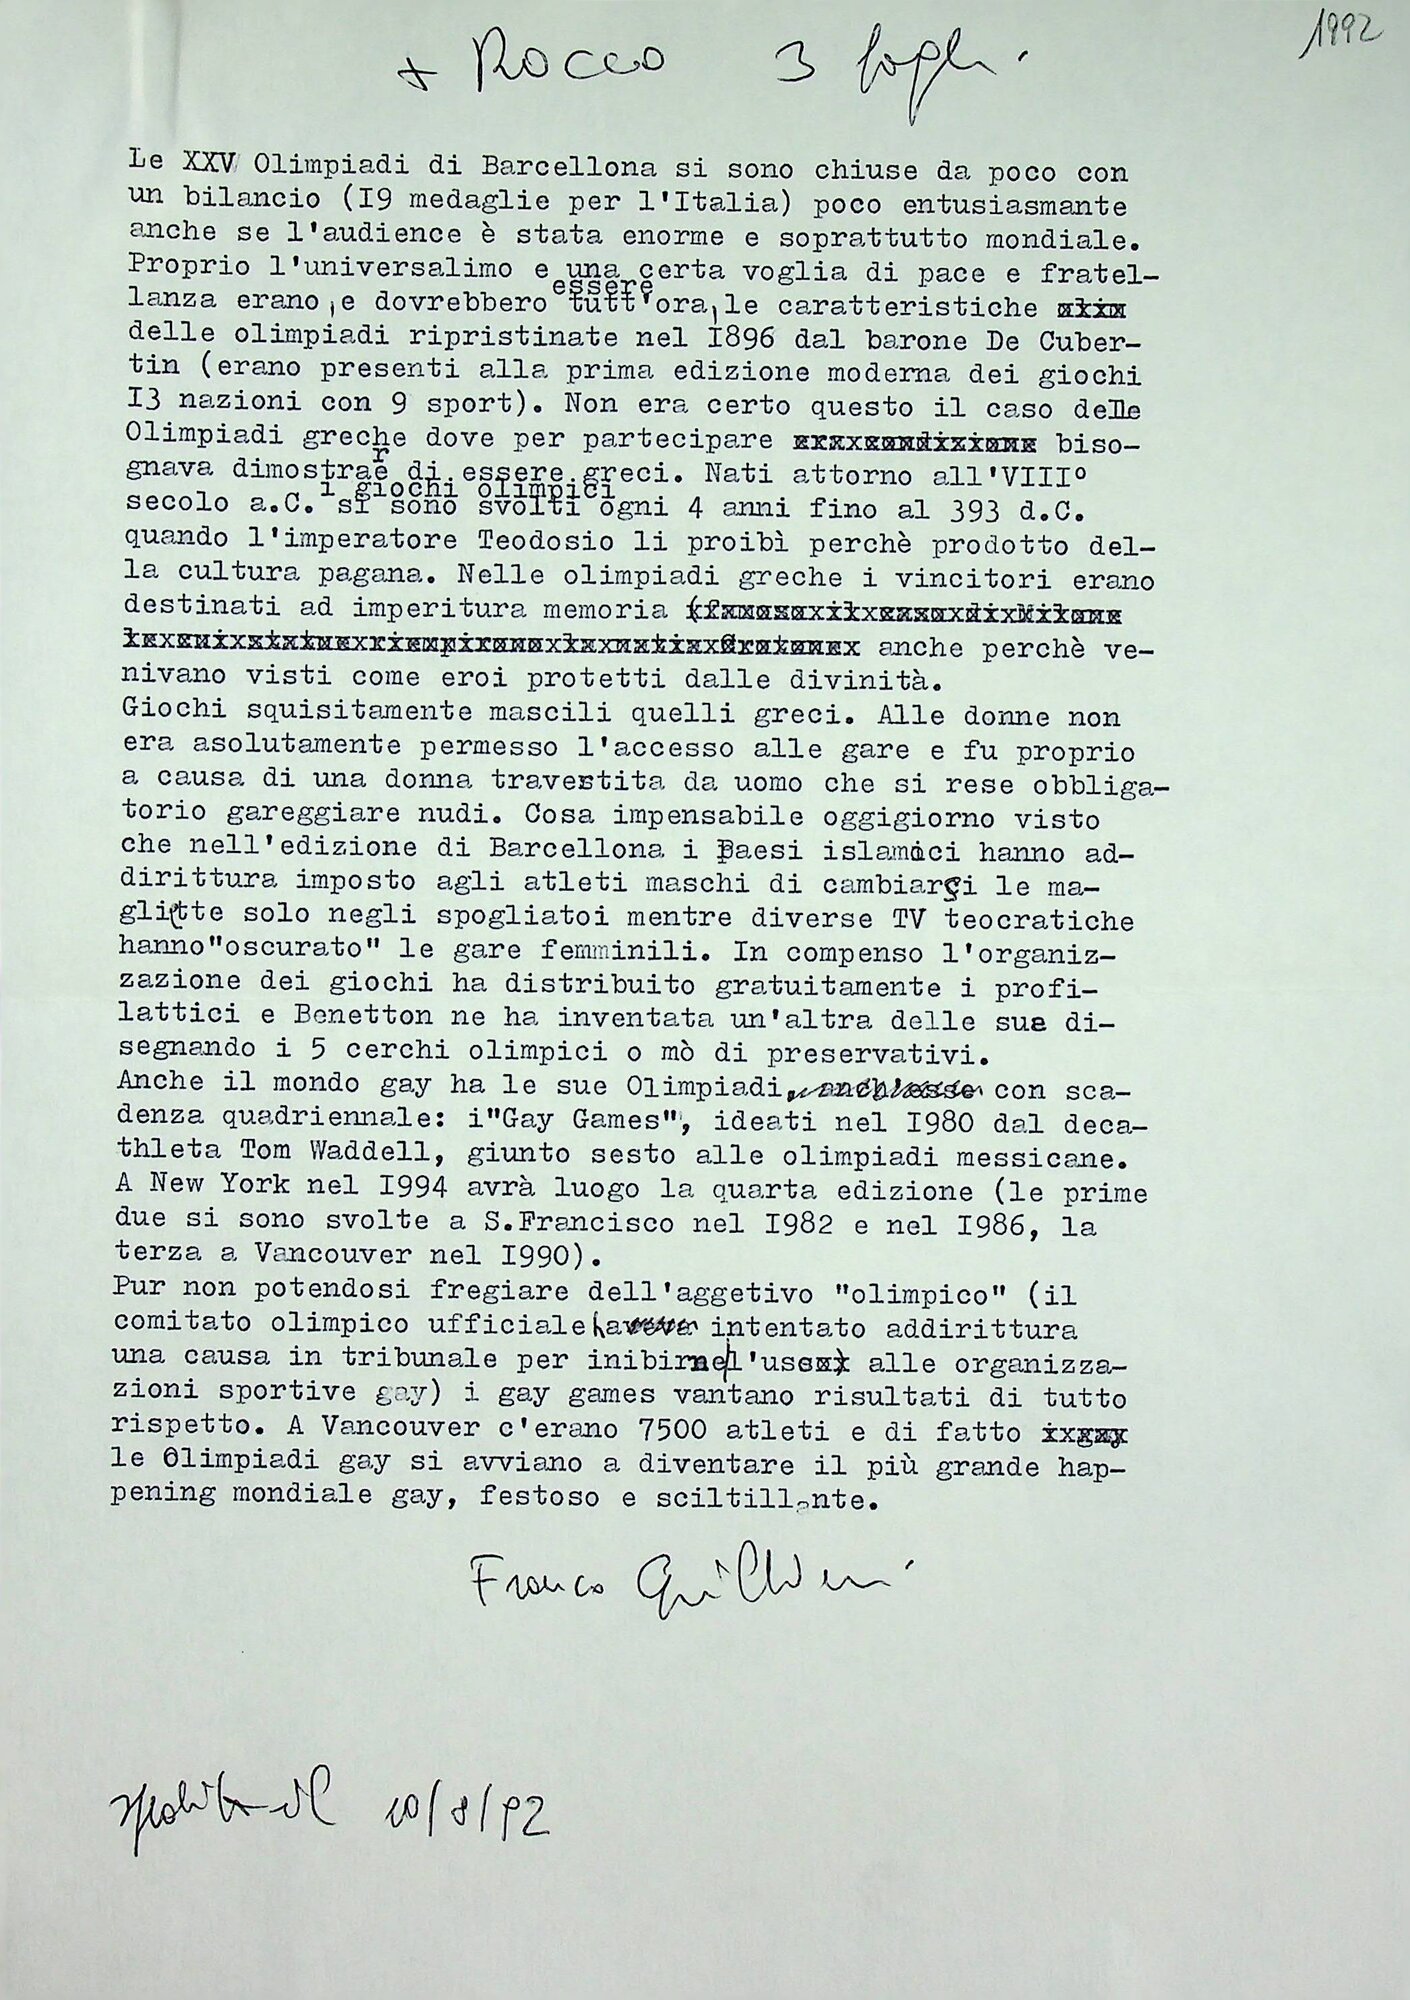 1992
x Rocco 3 fogli.
Le XXV Olimpiadi di Barcellona si sono chiuse da poco con
un bilancio (I9 medaglie per l'Italia) poco entusiasmante
anche se l'audience è stata enorme e soprattutto mondiale.
Proprio l'universalimo e una certa voglia di pace e fratel-
lanza erano, e dovrebbero essere tutt'ora, le caratteristiche
delle olimpiadi ripristinate nel I896 dal barone De Cuber-
tin (erano presenti alla prima edizione moderna dei giochi
I3 nazioni con 9 sport). Non era certo questo il caso delle
Olimpiadi greche dove per partecipare biso-
gnava dimostrare di essere greci. Nati attorno all'VIII°
secolo a.C. i giochi olimpici si sono svolti ogni 4 anni fino al 393 d.C.
quando l'imperatore Teodosio li proibì perchè prodotto del-
la cultura pagana. Nelle olimpiadi greche i vincitori erano
destinati ad imperitura memoria
anche perchè ve-
nivano visti come eroi protetti dalle divinità.
Giochi squisitamente mascili quelli greci. Alle donne non
era asolutamente permesso l'accesso alle gare e fu proprio
a causa di una donna travestita da uomo che si rese obbliga-
torio gareggiare nudi. Cosa impensabile oggigiorno visto
che nell'edizione di Barcellona i Paesi islamici hanno ad-
dirittura imposto agli atleti maschi di cambiarsi le ma-
gliette solo negli spogliatoi mentre diverse TV teocratiche
hanno"oscurato" le gare femminili. In compenso l'organiz-
zazione dei giochi ha distribuito gratuitamente i profi-
lattici e Benetton ne ha inventata un'altra delle sue di-
segnando i 5 cerchi olimpici o mò di preservativi.
Anche il mondo gay ha le sue Olimpiadi, anch'esse con sca-
denza quadriennale: i"Gay Games", ideati nel I980 dal deca-
thleta Tom Waddell, giunto sesto alle olimpiadi messicane.
A New York nel I994 avrà luogo la quarta edizione (le prime
due si sono svolte a S.Francisco nel I982 e nel I986, la
terza a Vancouver nel I990).
Pur non potendosi fregiare dell'aggetivo "olimpico" (il
comitato olimpico ufficiale ha intentato addirittura
una causa in tribunale per inibirne l'uso alle organizza-
zioni sportive gay) i gay games vantano risultati di tutto
rispetto. A Vancouver c'erano 7500 atleti e di fatto
le Olimpiadi gay si avviano a diventare il più grande hap-
pening mondiale gay, festoso e sciltillante.
Franco
il 10/8/92